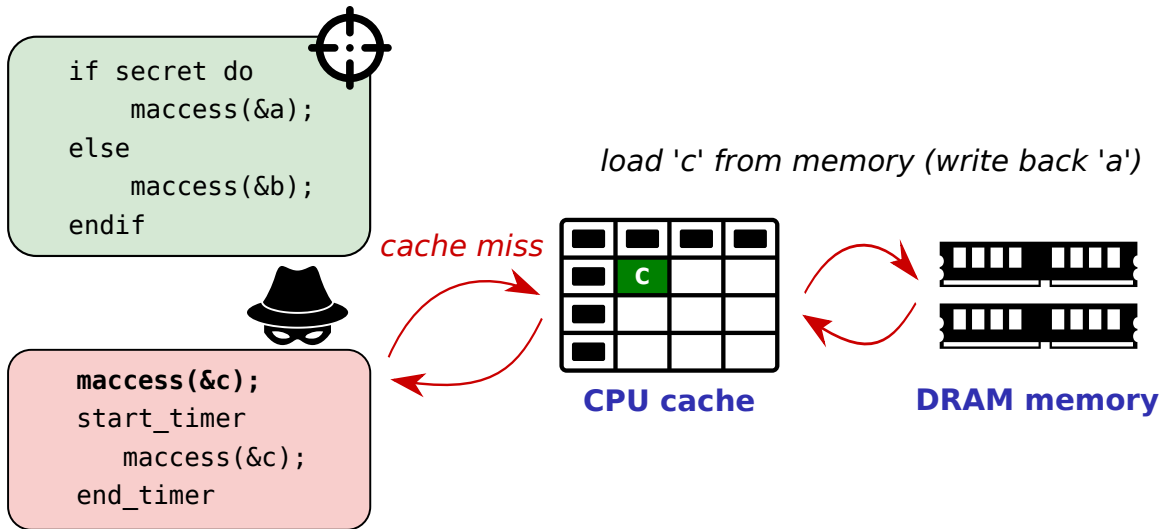 if secret do
maccess(&a);
else
maccess(&b);
endif
load 'c' from memory (write back 'a')
cache miss
C
maccess(&c);
start_timer
maccess(&c);
end_timer
CPU cache
DRAM memory